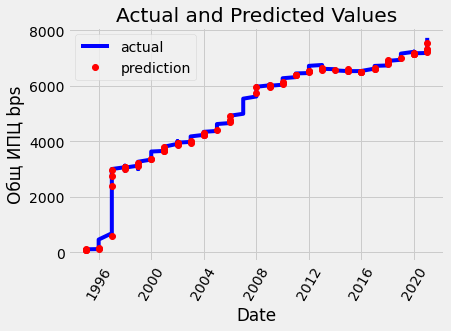 Actual and Predicted Values
actual
prediction
Общ ИПЦ bps
8000
6000
4000
2000
0
1996
2000
2004
2008
2012
2016
2020
Date